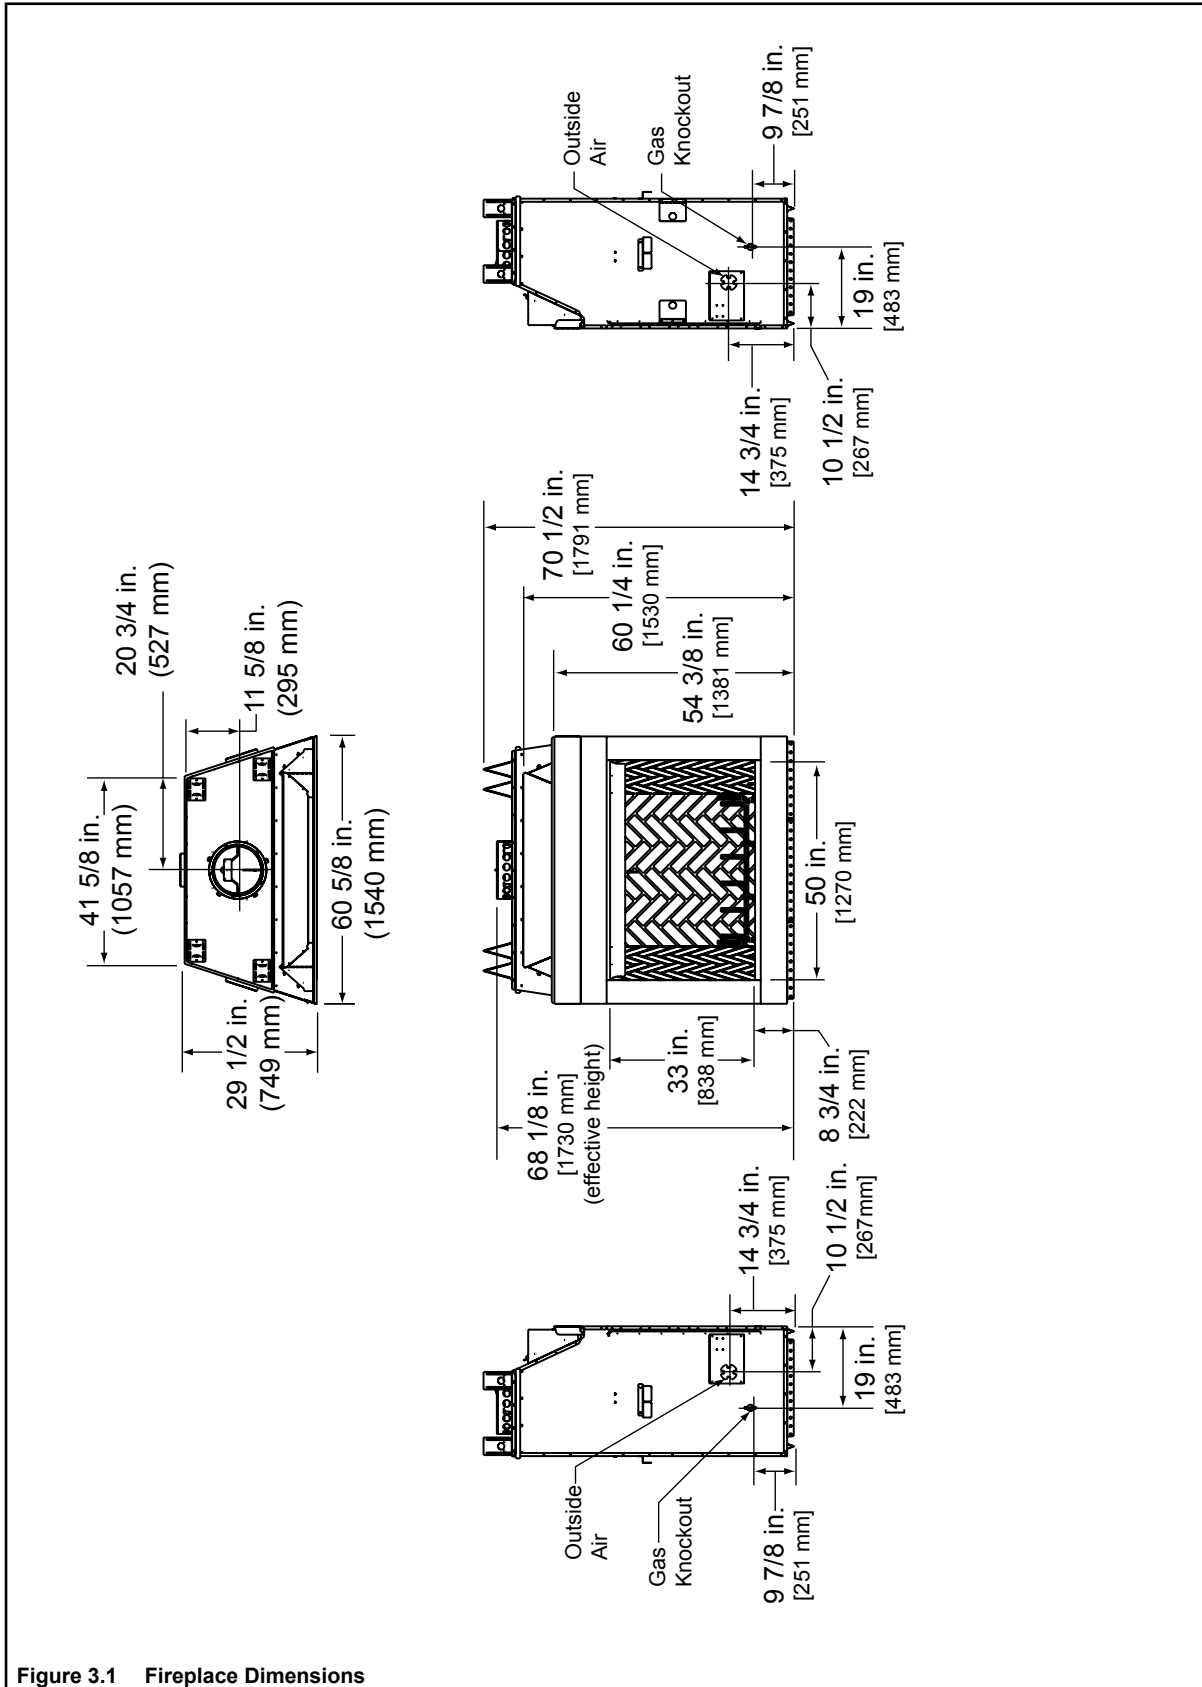 41 5/8 in.
(1057 mm)
20 3/4 in.
(527 mm)
11 5/8 in.
(295 mm)
29 1/2 in.
(749 mm)
60 5/8 in.
(1540 mm)
Outside
Air
Gas
Knockout
9 7/8 in.
[251 mm]
14 3/4 in.
[375 mm]
10 1/2 in.
[267mm]
19 in.
[483 mm]
68 1/8 in.
[1730 mm]
(effective height)
33 in.
[838 mm]
8 3/4 in.
[222 mm]
50 in.
[1270 mm]
54 3/8 in.
[1381 mm]
60 1/4 in.
[1530 mm]
70 1/2 in.
[1791 mm]
14 3/4 in.
[375 mm]
10 1/2 in.
[267 mm]
19 in.
[483 mm]
Outside
Air
Gas
Knockout
9 7/8 in.
[251 mm]
Figure 3.1 Fireplace Dimensions